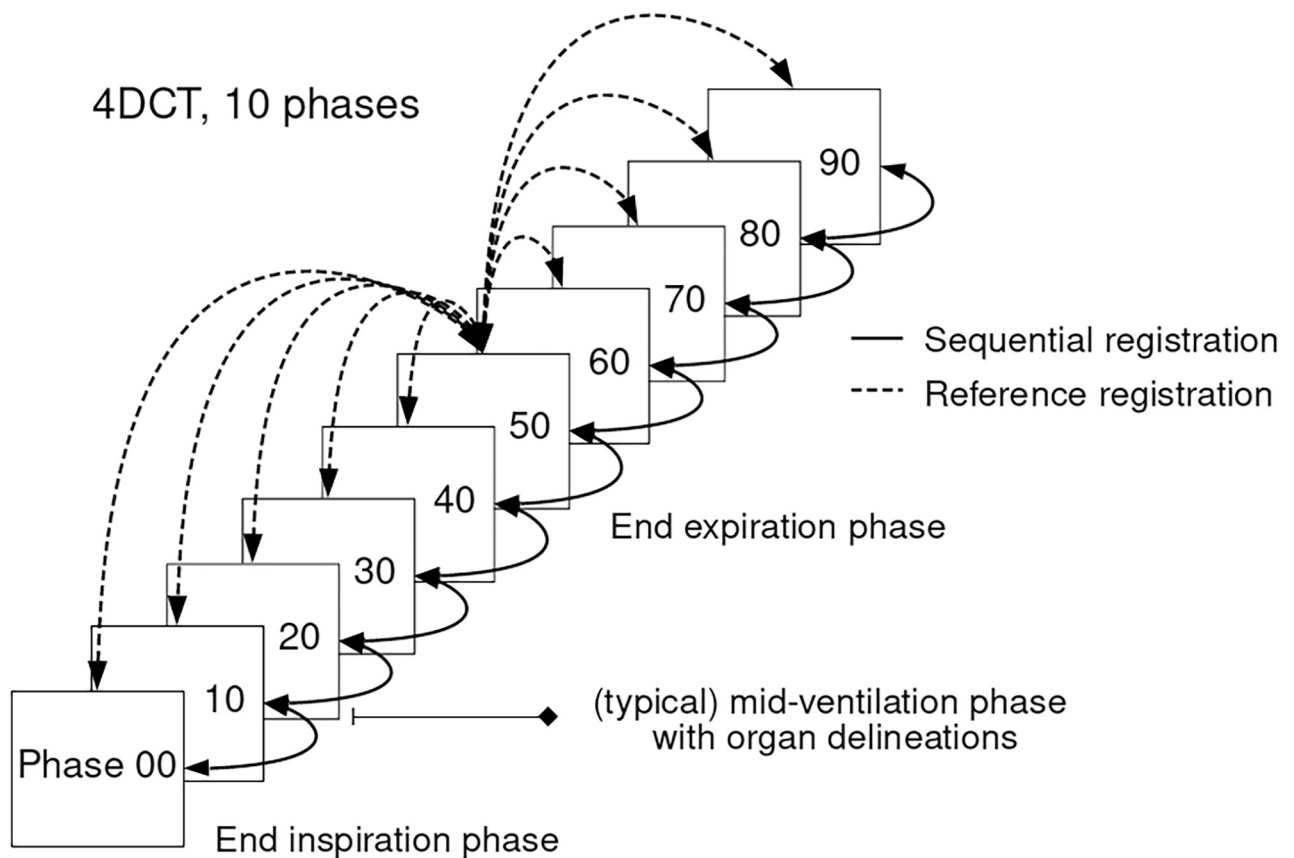 4DCT, 10 phases
90
80
70
60
50
40
30
20
10
Phase 00
Sequential registration
Reference registration
End expiration phase
(typical) mid-ventilation phase
with organ delineations
End inspiration phase